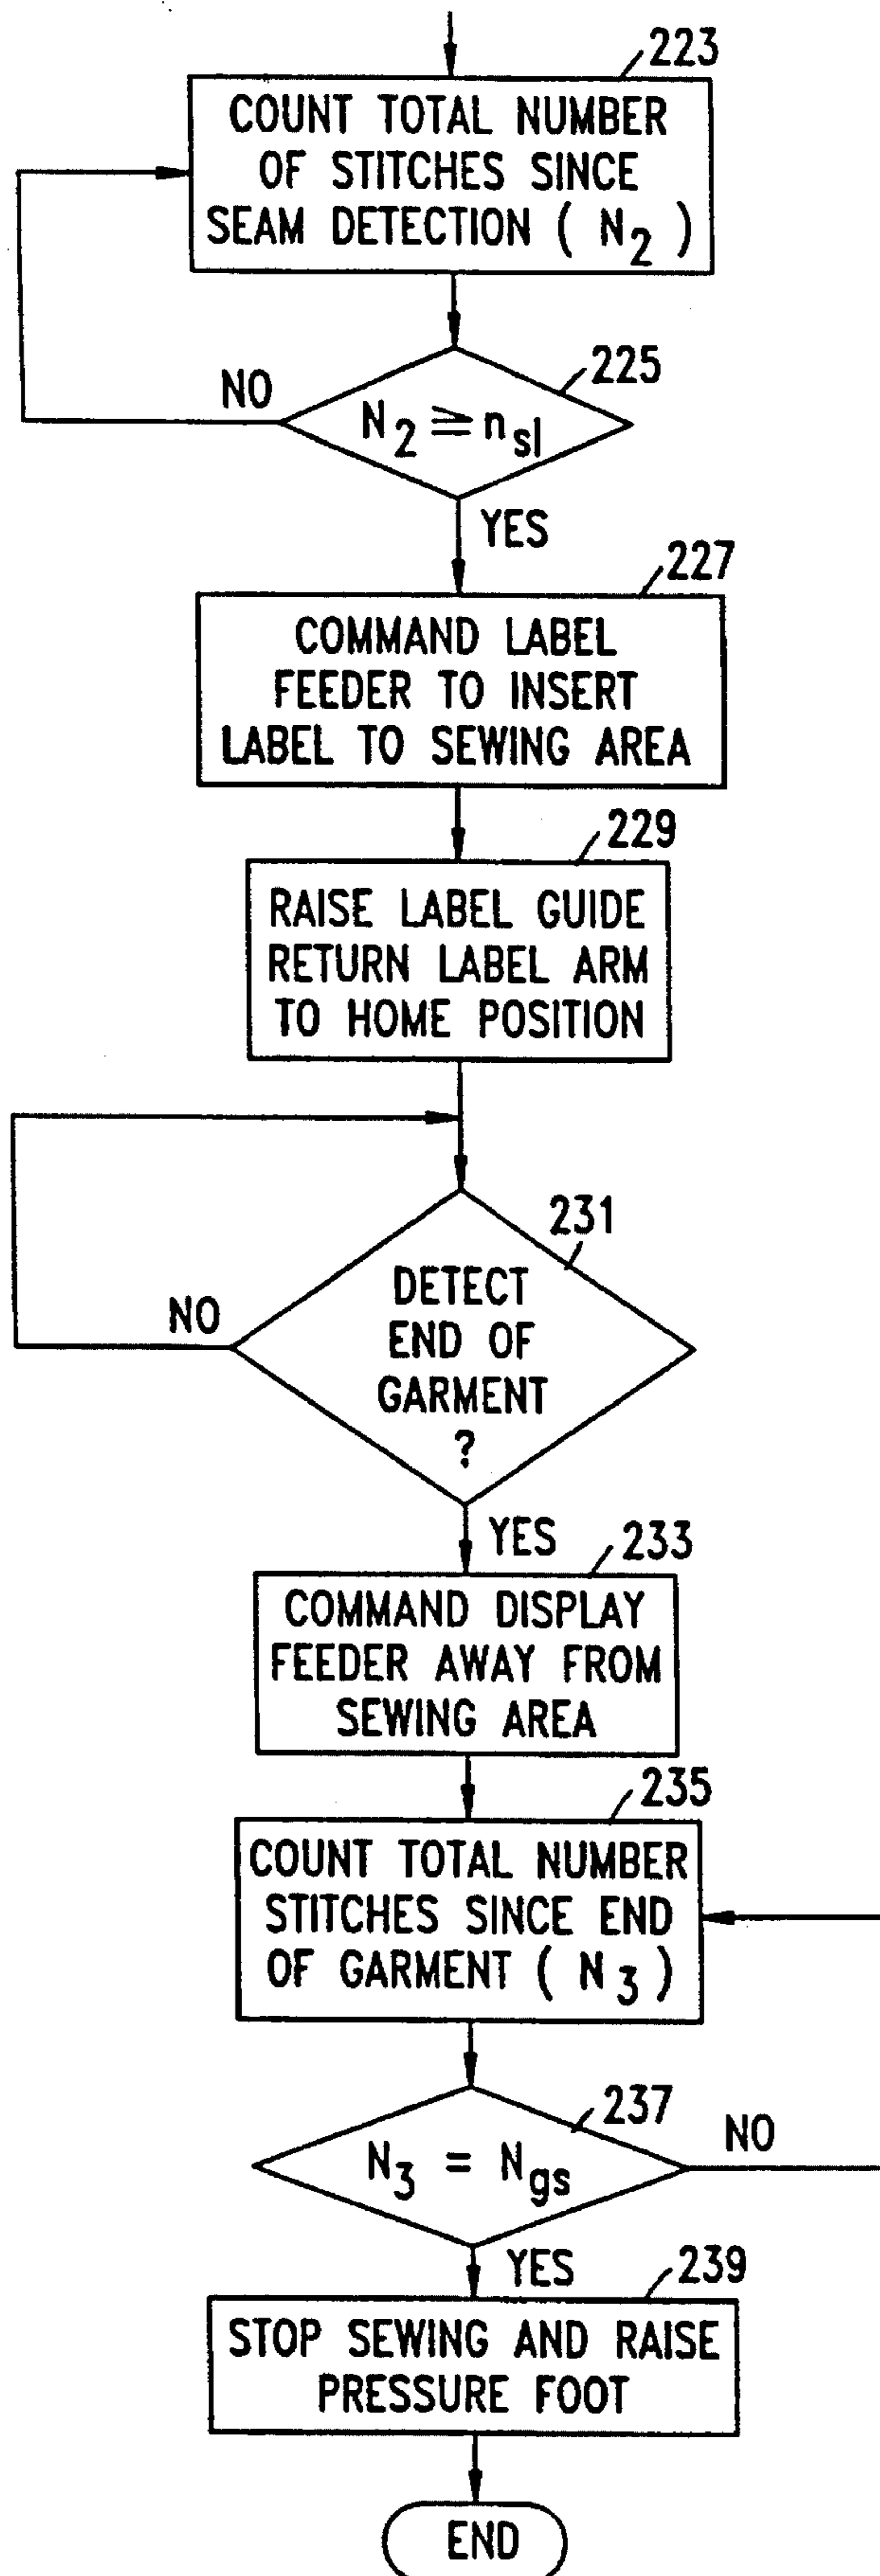 223
COUNT TOTAL NUMBER
OF STITCHES SINCE
SEAM DETECTION ( N2 )
225
NO
N2 ≧ nsl
YES
227
COMMAND LABEL
FEEDER TO INSERT
LABEL TO SEWING AREA
229
RAISE LABEL GUIDE
RETURN LABEL ARM
TO HOME POSITION
231
DETECT
END OF
GARMENT
?
NO
YES
233
COMMAND DISPLAY
FEEDER AWAY FROM
SEWING AREA
235
COUNT TOTAL NUMBER
STITCHES SINCE END
OF GARMENT ( N3 )
237
NO
N3 = Ngs
YES
239
STOP SEWING AND RAISE
PRESSURE FOOT
END